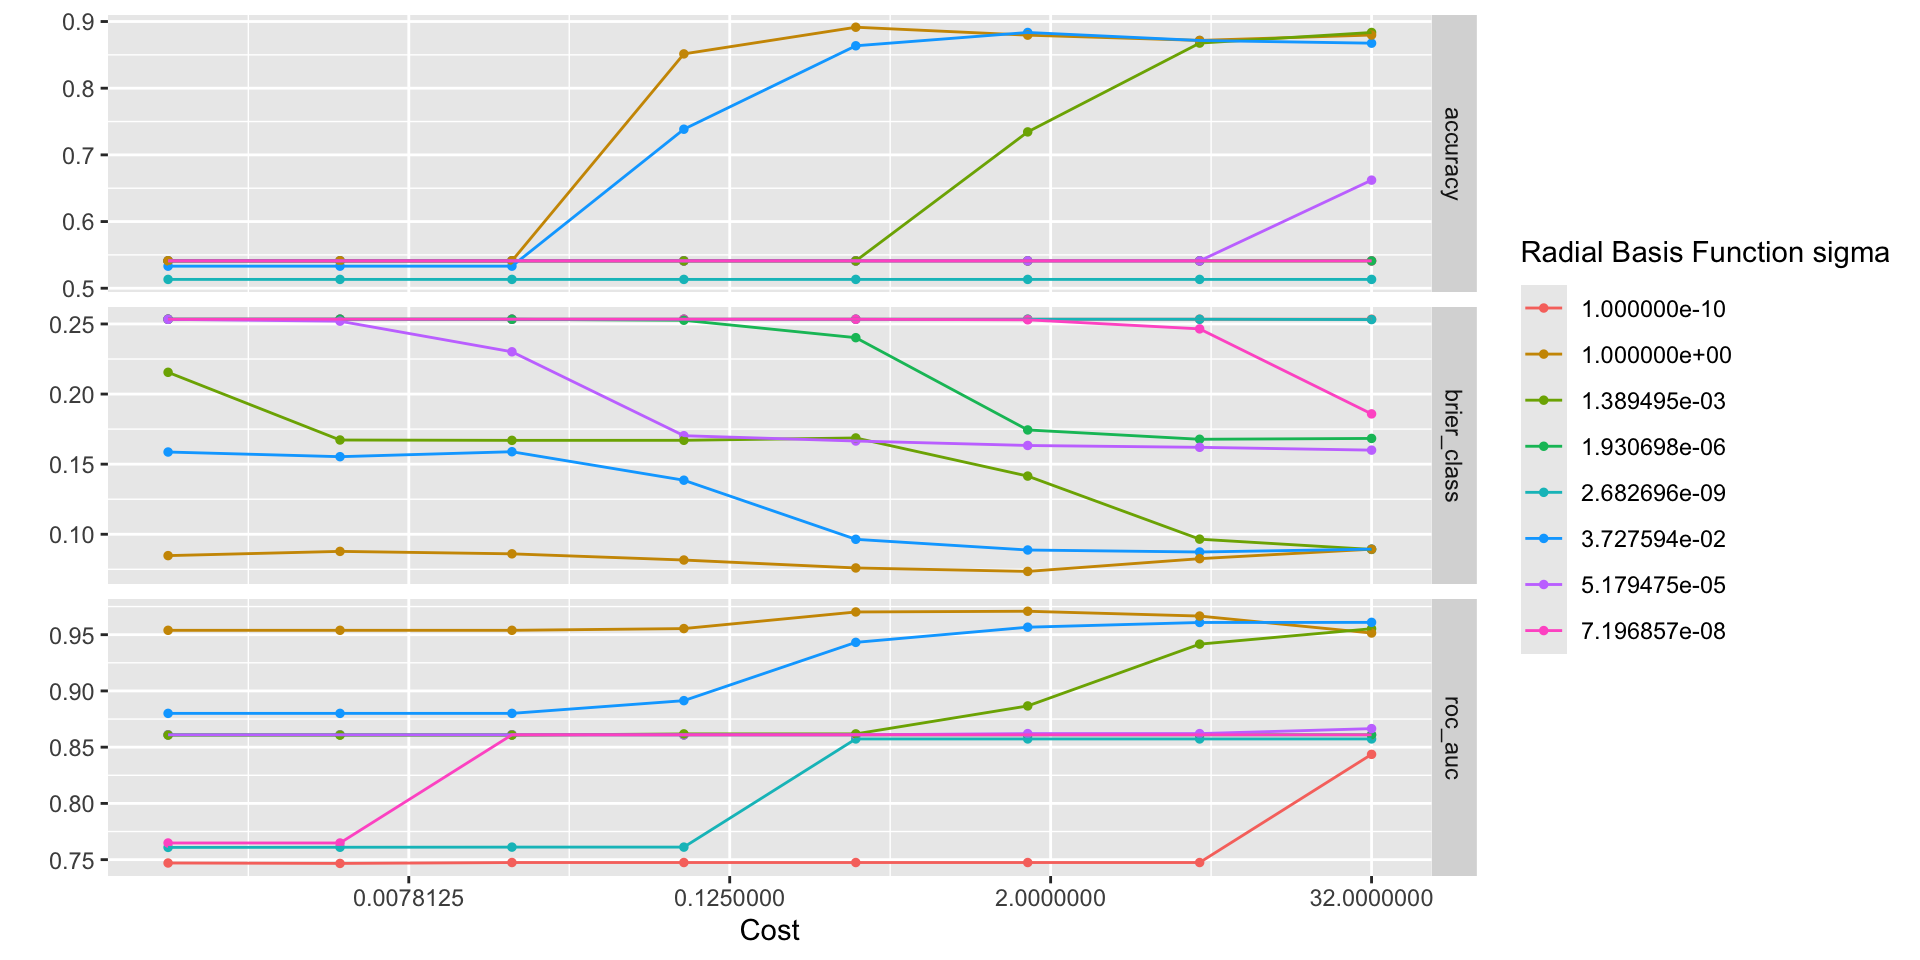 0.9
0.8
0.7
0.6
0.5
accuracy
0.25
0.20
0.15
0.10
brier_class
0.95
0.90
0.85
0.80
0.75
roc_auc
0.0078125
0.1250000
2.0000000
32.0000000
Cost
Radial Basis Function sigma
1.000000e-10
1.000000e+00
1.389495e-03
1.930698e-06
2.682696e-09
3.727594e-02
5.179475e-05
7.196857e-08